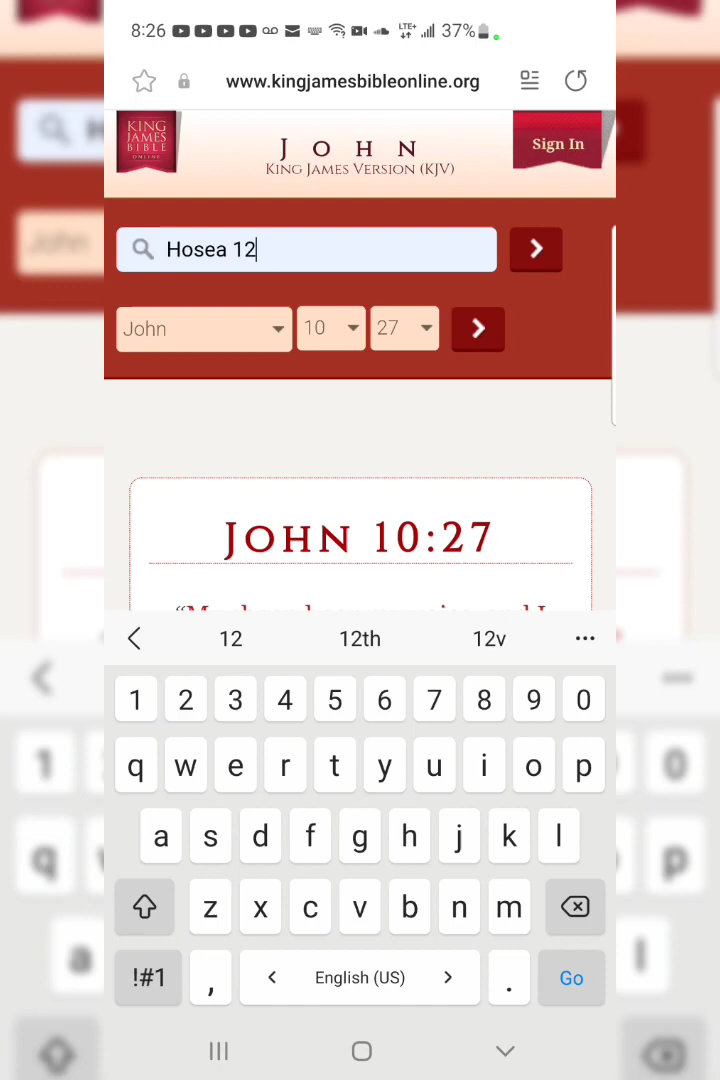 8:26 LTE+ 37%
www.kingjamesbibleonline.org
KING
JAMES
BIBLE
ONLINE
JOHN
KING JAMES VERSION (KJV)
Sign In
Hosea 12
John 10 27
JOHN 10:27
12 12th 12v ...
1 2 3 4 5 6 7 8 9 0
q w e r t y u i o p
a s d f g h j k l
z x c v b n m
!#1 , < English (US) > . Go